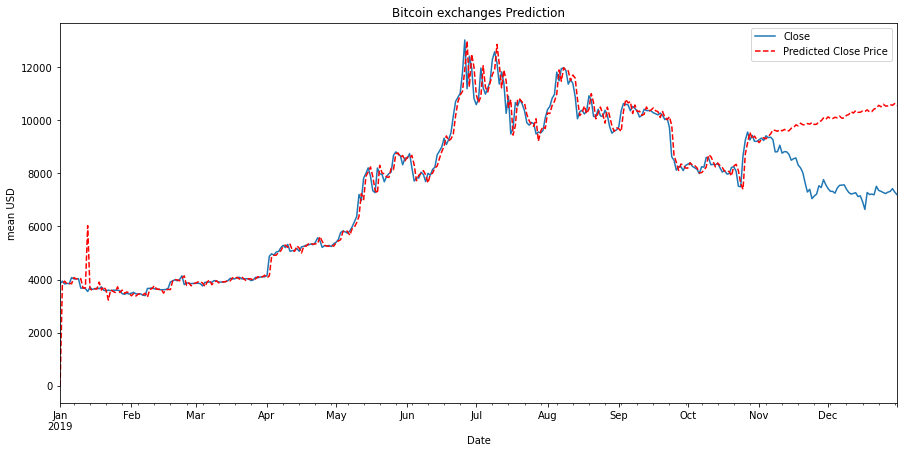 Bitcoin exchanges Prediction
Close
Predicted Close Price
mean USD
12000
10000
8000
6000
4000
2000
0
Jan Feb Mar Apr May Jun Jul Aug Sep Oct Nov Dec
2019
Date